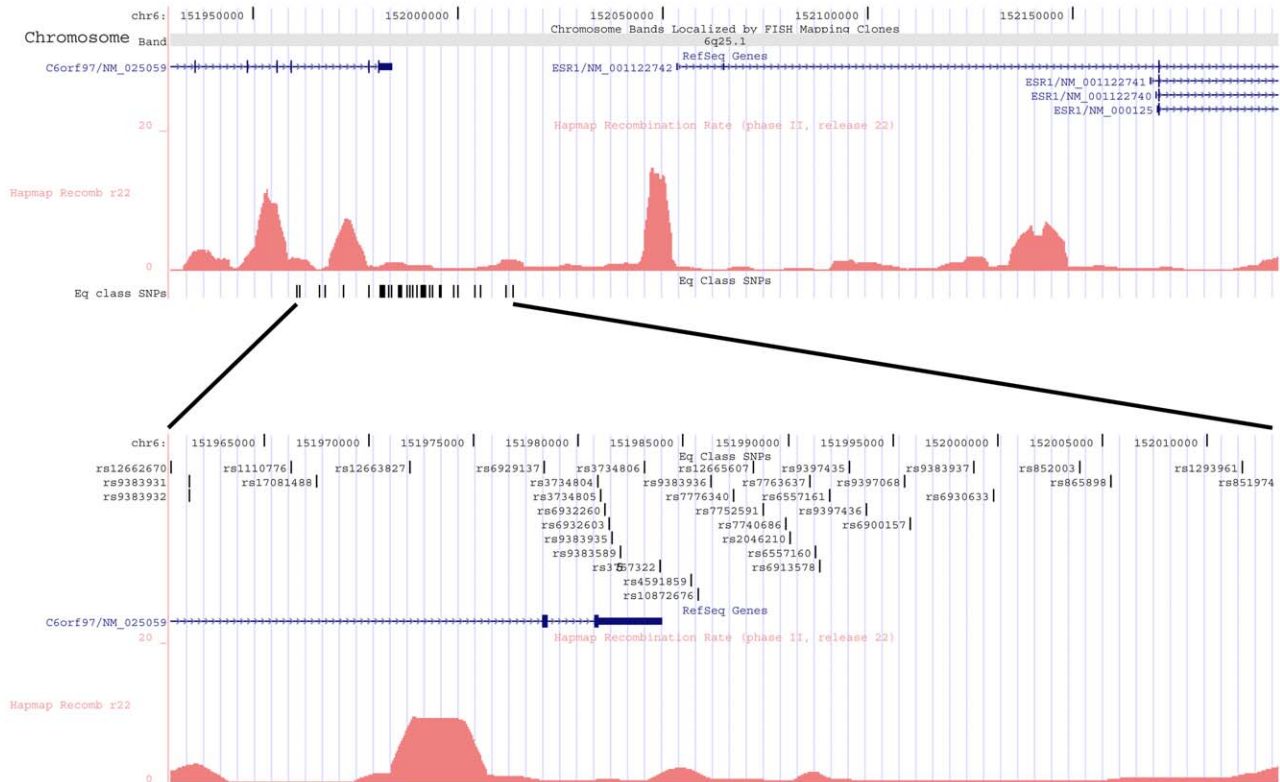 chr6: 151950000 152000000 152050000 152100000 152150000
Chromosome Bands Localized by FISH Mapping Clones
Chromosome Band 6q25.1
RefSeq Genes
C6orf97/NM_025059 ESR1/NM_001122742
ESR1/NM_001122741
ESR1/NM_001122740
ESR1/NM_000125
20
Hapmap Recombination Rate (phase II, release 22)
Hapmap Recomb r22
0
Eq Class SNPs
Eq class SNPs
chr6: 151965000 151970000 151975000 151980000 151985000 151990000 151995000 152000000 152005000 152010000
Eq Class SNPs
rs12662670 rs1110776 rs12663827 rs6929137 rs3734806 rs12665607 rs9397435 rs9383937 rs852003 rs1293961
rs9383931 rs17081488 rs3734804 rs9383936 rs7763637 rs9397068 rs865898 rs851974
rs9383932 rs3734805 rs7776340 rs6557161 rs6930633
rs6932260 rs7752591 rs9397436
rs6932603 rs7740686 rs6900157
rs9383935 rs2046210
rs9383589 rs6557160
rs3757322 rs6913578
rs4591859
rs10872676
RefSeq Genes
C6orf97/NM_025059
20
Hapmap Recombination Rate (phase II, release 22)
Hapmap Recomb r22
0